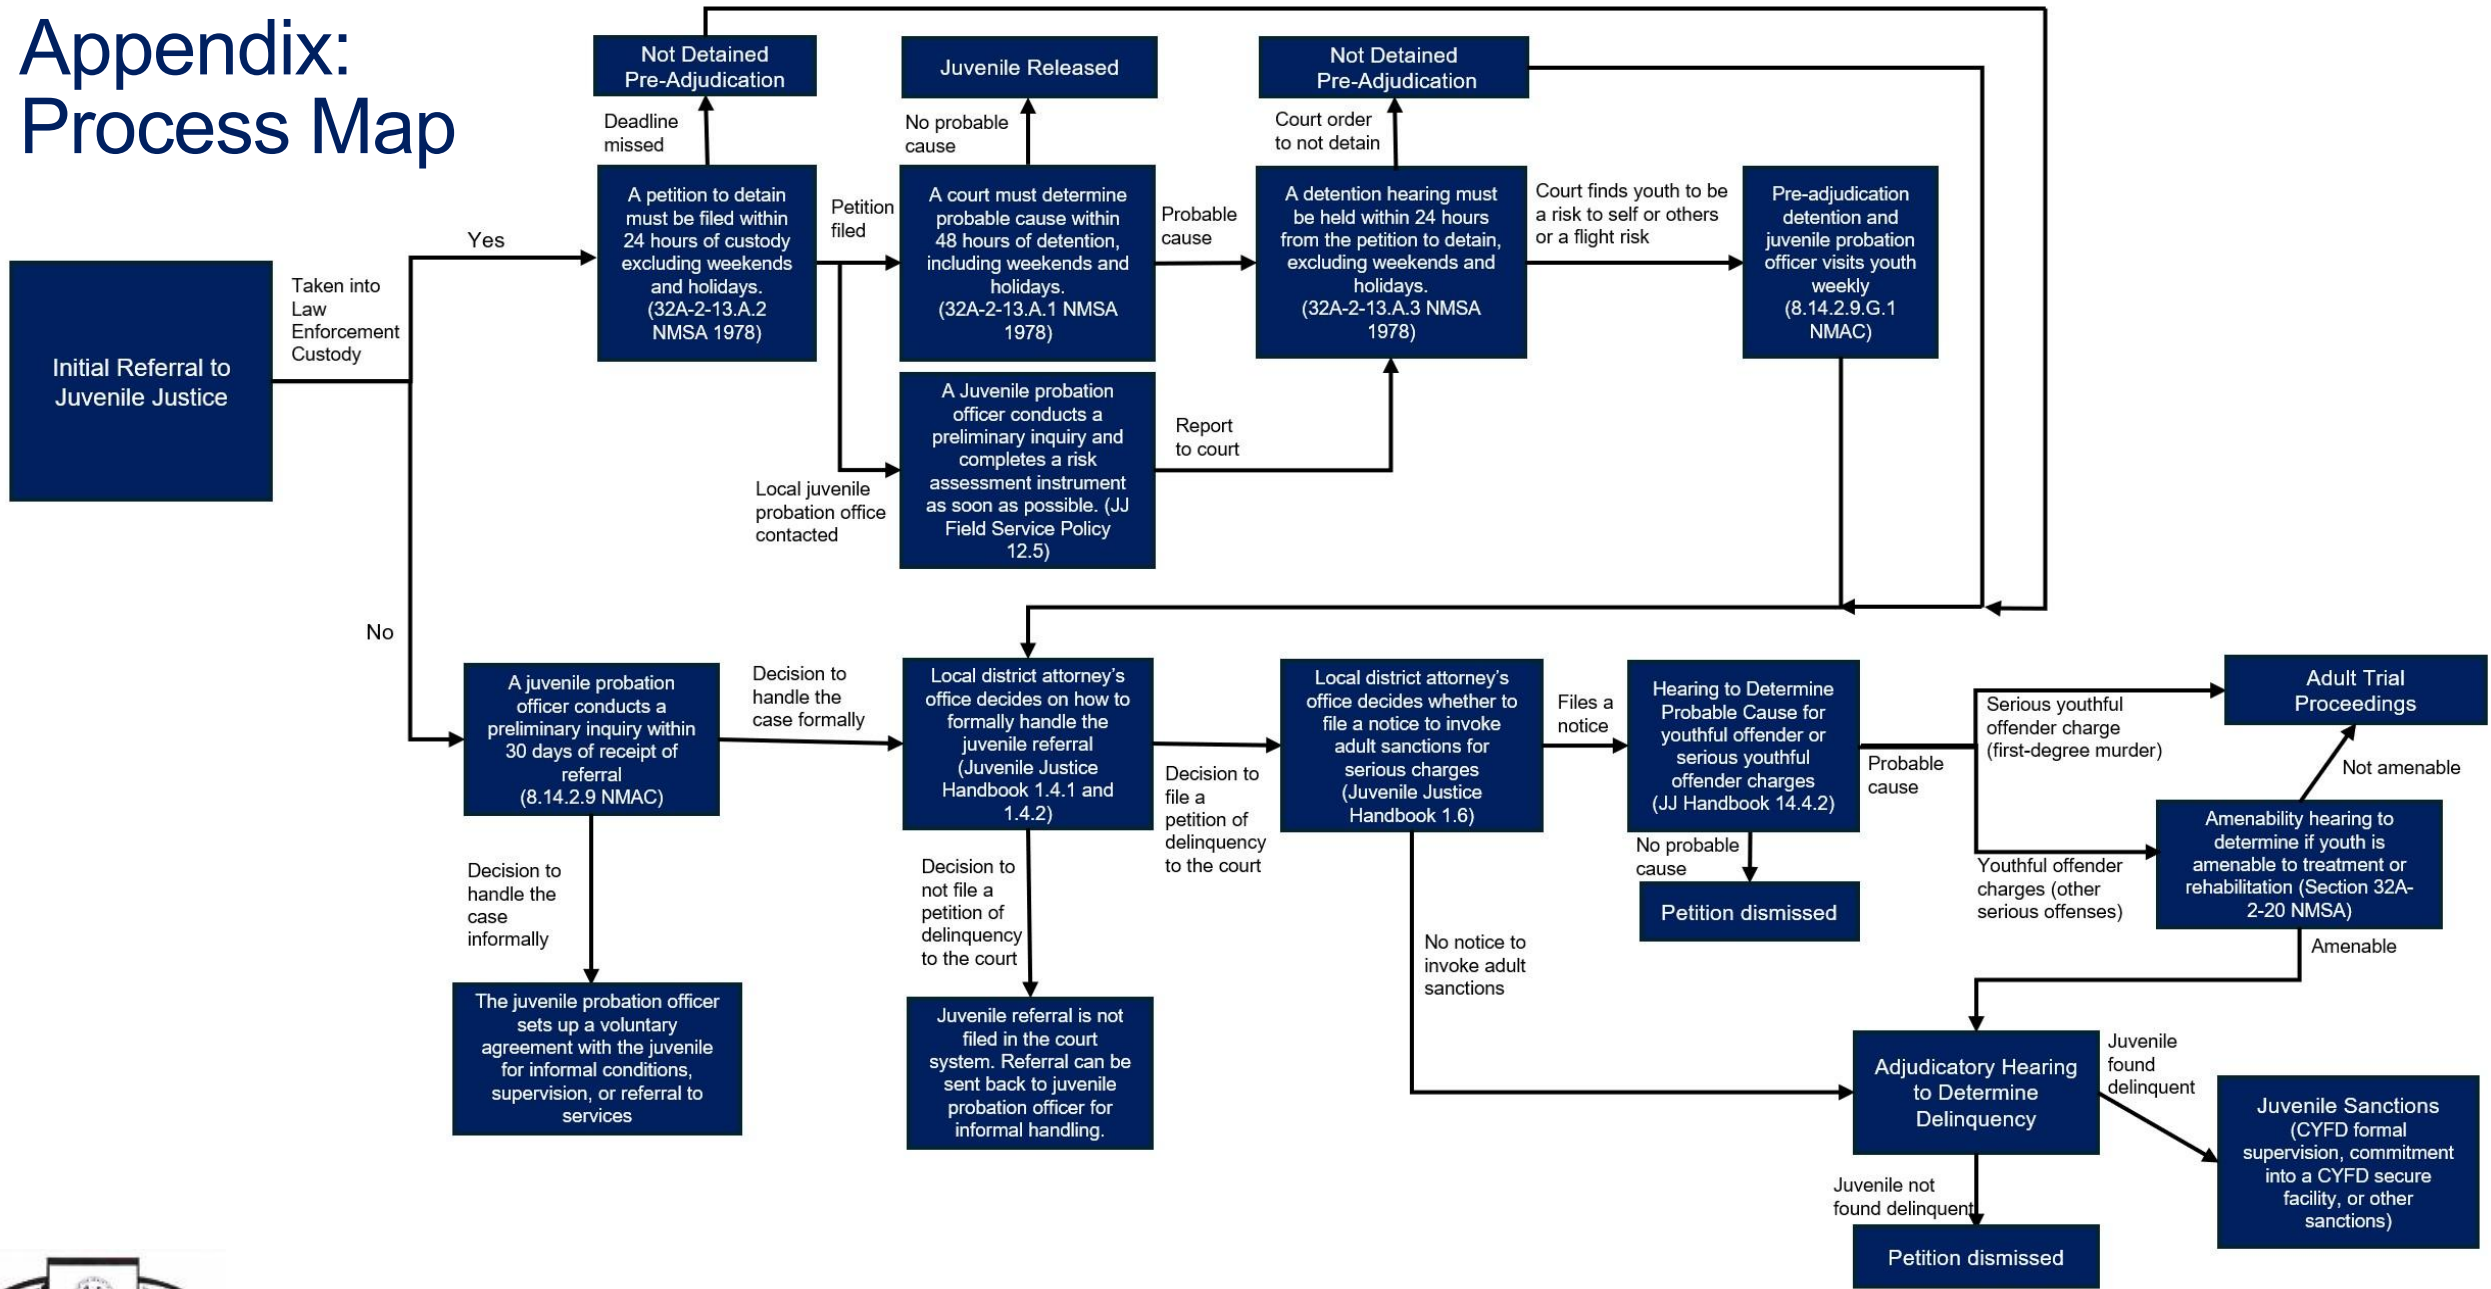 Appendix:
Process Map
Not Detained
Pre-Adjudication
Juvenile Released
Not Detained
Pre-Adjudication
Deadline
missed
No probable
cause
Court order
to not detain
Initial Referral to
Juvenile Justice
Taken into
Law
Enforcement
Custody
Yes
A petition to detain
must be filed within
24 hours of custody
excluding weekends
and holidays.
(32A-2-13.A.2
NMSA 1978)
Petition
filed
A court must determine
probable cause within
48 hours of detention,
including weekends and
holidays.
(32A-2-13.A.1 NMSA
1978)
Probable
cause
A detention hearing must
be held within 24 hours
from the petition to detain,
excluding weekends and
holidays.
(32A-2-13.A.3 NMSA
1978)
Court finds youth to be
a risk to self or others
or a flight risk
Pre-adjudication
detention and
juvenile probation
officer visits youth
weekly
(8.14.2.9.G.1
NMAC)
Local juvenile
probation office
contacted
A Juvenile probation
officer conducts a
preliminary inquiry and
completes a risk
assessment instrument
as soon as possible. (JJ
Field Service Policy
12.5)
Report
to court
No
A juvenile probation
officer conducts a
preliminary inquiry within
30 days of receipt of
referral
(8.14.2.9 NMAC)
Decision to
handle the
case formally
Local district attorney's
office decides on how to
formally handle the
juvenile referral
(Juvenile Justice
Handbook 1.4.1 and
1.4.2)
Decision to
file a
petition of
delinquency
to the court
Local district attorney's
office decides whether to
file a notice to invoke
adult sanctions for
serious charges
(Juvenile Justice
Handbook 1.6)
Files a
notice
Hearing to Determine
Probable Cause for
youthful offender or
serious youthful
offender charges
(JJ Handbook 14.4.2)
Probable
cause
Serious youthful
offender charge
(first-degree murder)
Adult Trial
Proceedings
Not amenable
Youthful offender
charges (other
serious offenses)
Amenability hearing to
determine if youth is
amenable to treatment or
rehabilitation (Section 32A-
2-20 NMSA)
Amenable
Decision to
handle the
case
informally
Decision to
not file a
petition of
delinquency
to the court
No probable
cause
Petition dismissed
No notice to
invoke adult
sanctions
The juvenile probation officer
sets up a voluntary
agreement with the juvenile
for informal conditions,
supervision, or referral to
services
Juvenile referral is not
filed in the court
system. Referral can be
sent back to juvenile
probation officer for
informal handling.
Adjudicatory Hearing
to Determine
Delinquency
Juvenile
found
delinquent
Juvenile Sanctions
(CYFD formal
supervision, commitment
into a CYFD secure
facility, or other
sanctions)
Juvenile not
found delinquent
Petition dismissed